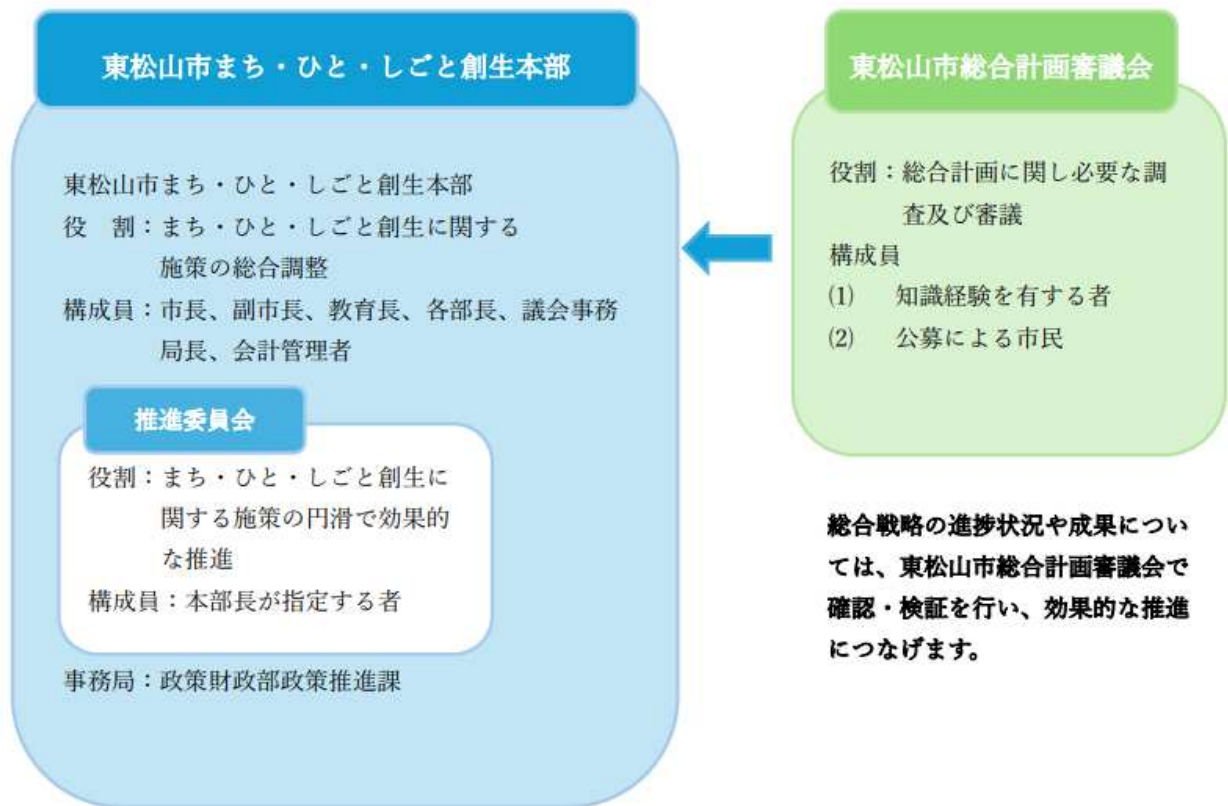 東松山市まち・ひと・しごと創生本部
東松山市まち・ひと・しごと創生本部
役　割：まち・ひと・しごと創生に関する
施策の総合調整
構成員：市長、副市長、教育長、各部長、議会事務
局長、会計管理者
推進委員会
役割：まち・ひと・しごと創生に
関する施策の円滑で効果的
な推進
構成員：本部長が指定する者
事務局：政策財政部政策推進課
東松山市総合計画審議会
役割：総合計画に関し必要な調
査及び審議
構成員
⑴　知識経験を有する者
⑵　公募による市民
総合戦略の進捗状況や成果につい
ては、東松山市総合計画審議会で
確認・検証を行い、効果的な推進
につなげます。